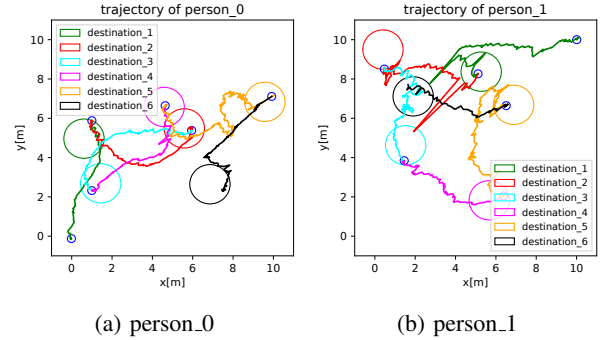 trajectory of person_0
10
8
6
4
2
0
y[m]
destination_1
destination_2
destination_3
destination_4
destination_5
destination_6
0 2 4 6 8 10
x[m]
(a) person_0
trajectory of person_1
10
8
6
4
2
0
y[m]
destination_1
destination_2
destination_3
destination_4
destination_5
destination_6
0 2 4 6 8 10
x[m]
(b) person_1